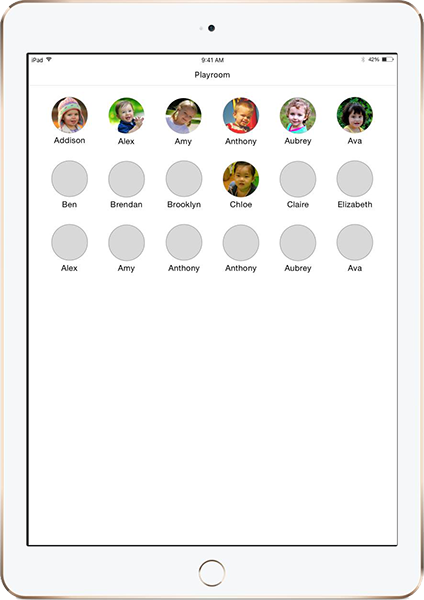 iPad 9:41 AM 42%
Playroom
Addison Alex Amy Anthony Aubrey Ava
Ben Brendan Brooklyn Chloe Claire Elizabeth
Alex Amy Anthony Anthony Aubrey Ava